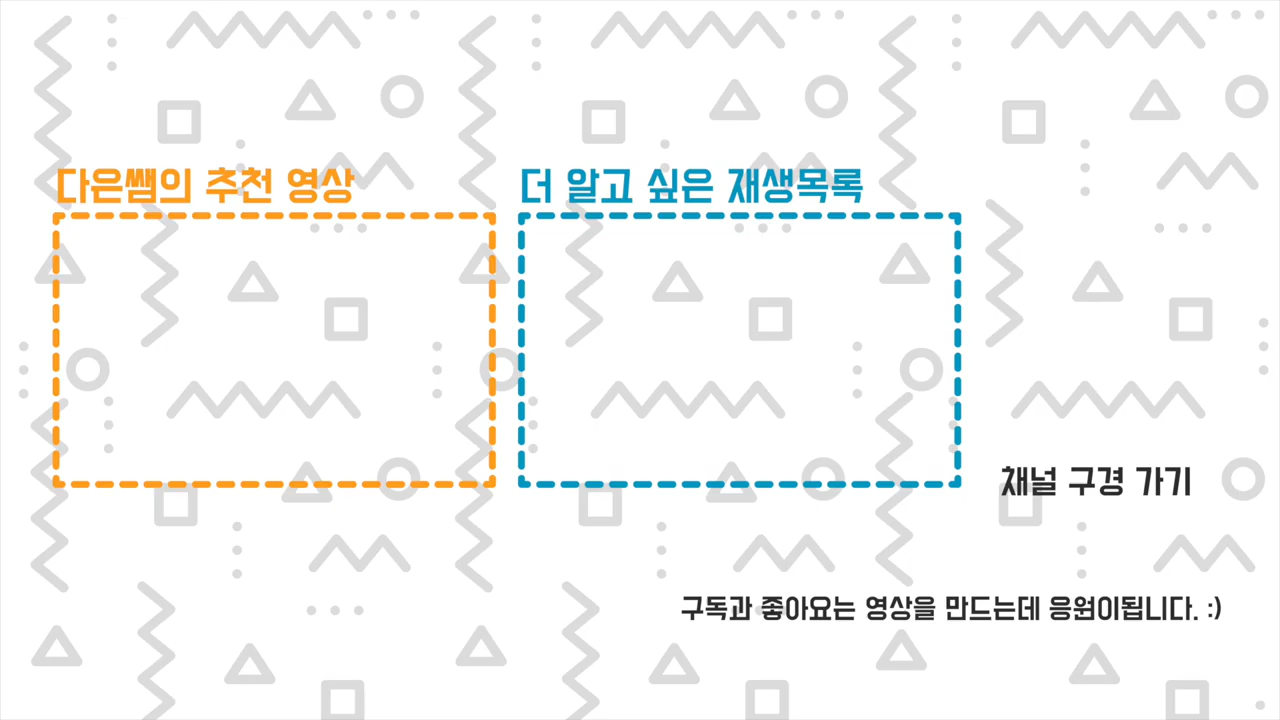 다은쌤의 추천 영상
더 알고 싶은 재생목록
채널 구경 가기
구독과 좋아요는 영상을 만드는데 응원이됩니다. :)